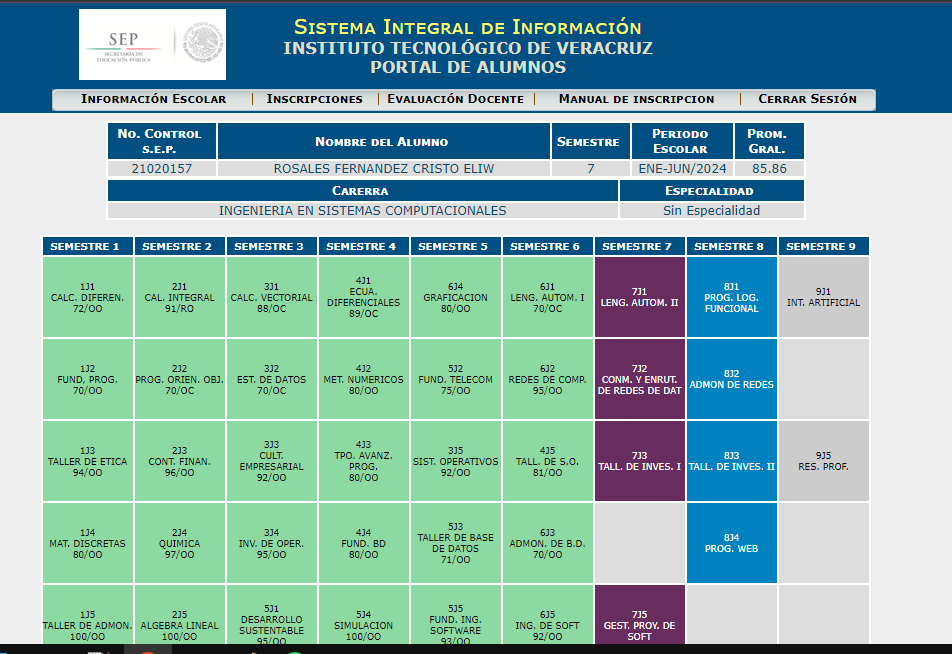 SEP
SECRETARÍA DE
EDUCACIÓN PÚBLICA
SISTEMA INTEGRAL DE INFORMACIÓN
INSTITUTO TECNOLÓGICO DE VERACRUZ
PORTAL DE ALUMNOS
INFORMACIÓN ESCOLAR | INSCRIPCIONES | EVALUACIÓN DOCENTE | MANUAL DE INSCRIPCION | CERRAR SESIÓN
NO. CONTROL S.E.P. NOMBRE DEL ALUMNO SEMESTRE PERIODO ESCOLAR PROM. GRAL.
21020157 ROSALES FERNANDEZ CRISTO ELIW 7 ENE-JUN/2024 85.86
CARERRA ESPECIALIDAD
INGENIERIA EN SISTEMAS COMPUTACIONALES Sin Especialidad
SEMESTRE 1 SEMESTRE 2 SEMESTRE 3 SEMESTRE 4 SEMESTRE 5 SEMESTRE 6 SEMESTRE 7 SEMESTRE 8 SEMESTRE 9
1J1
CALC. DIFEREN.
72/OO
2J1
CAL. INTEGRAL
91/RO
3J1
CALC. VECTORIAL
88/OC
4J1
ECUA.
DIFERENCIALES
89/OC
6J4
GRAFICACION
80/OO
6J1
LENG. AUTOM. I
70/OC
7J1
LENG. AUTOM. II
8J1
PROG. LOG.
FUNCIONAL
9J1
INT. ARTIFICIAL
1J2
FUND, PROG.
70/OO
2J2
PROG. ORIEN. OBJ.
70/OC
3J2
EST. DE DATOS
70/OC
4J2
MET. NUMERICOS
80/OO
5J2
FUND. TELECOM
75/OO
6J2
REDES DE COMP.
95/OO
7J2
CONM. Y ENRUT.
DE REDES DE DAT
8J2
ADMON DE REDES
1J3
TALLER DE ETICA
94/OO
2J3
CONT. FINAN.
96/OO
3J3
CULT.
EMPRESARIAL
92/OO
4J3
TPO. AVANZ.
PROG.
80/OO
3J5
SIST. OPERATIVOS
92/OO
4J5
TALL. DE S.O.
81/OO
7J3
TALL. DE INVES. I
8J3
TALL. DE INVES. II
9J5
RES. PROF.
1J4
MAT. DISCRETAS
80/OO
2J4
QUIMICA
97/OO
3J4
INV. DE OPER.
95/OO
4J4
FUND. BD
80/OO
5J3
TALLER DE BASE
DE DATOS
71/OO
6J3
ADMON. DE B.D.
70/OO
8J4
PROG. WEB
1J5
TALLER DE ADMON.
100/OO
2J5
ALGEBRA LINEAL
100/OO
5J1
DESARROLLO
SUSTENTABLE
95/OO
5J4
SIMULACION
100/OO
5J5
FUND. ING.
SOFTWARE
93/OO
6J5
ING. DE SOFT
92/OO
7J5
GEST. PROY. DE
SOFT